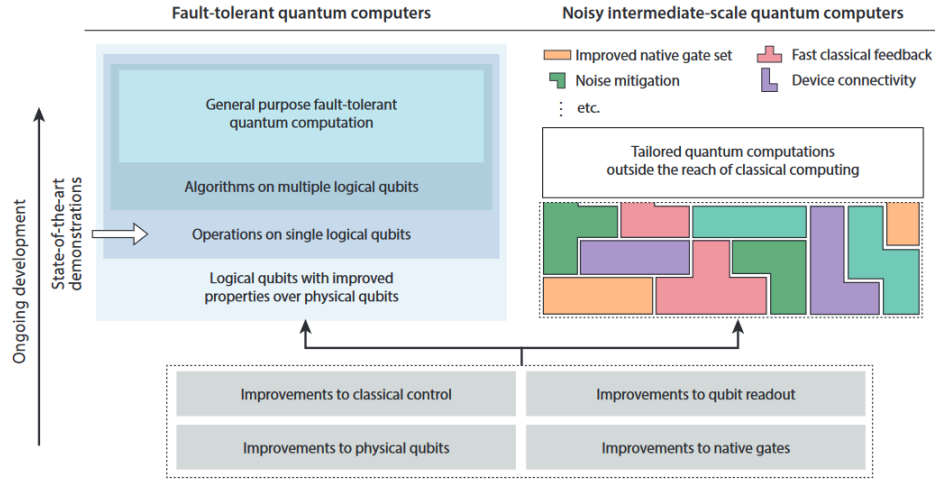 Fault-tolerant quantum computers
Noisy intermediate-scale quantum computers
Improved native gate set
Fast classical feedback
Noise mitigation
Device connectivity
⋮ etc.
General purpose fault-tolerant
quantum computation
Algorithms on multiple logical qubits
Operations on single logical qubits
Logical qubits with improved
properties over physical qubits
Tailored quantum computations
outside the reach of classical computing
Ongoing development
State-of-the-art
demonstrations
Improvements to classical control
Improvements to qubit readout
Improvements to physical qubits
Improvements to native gates